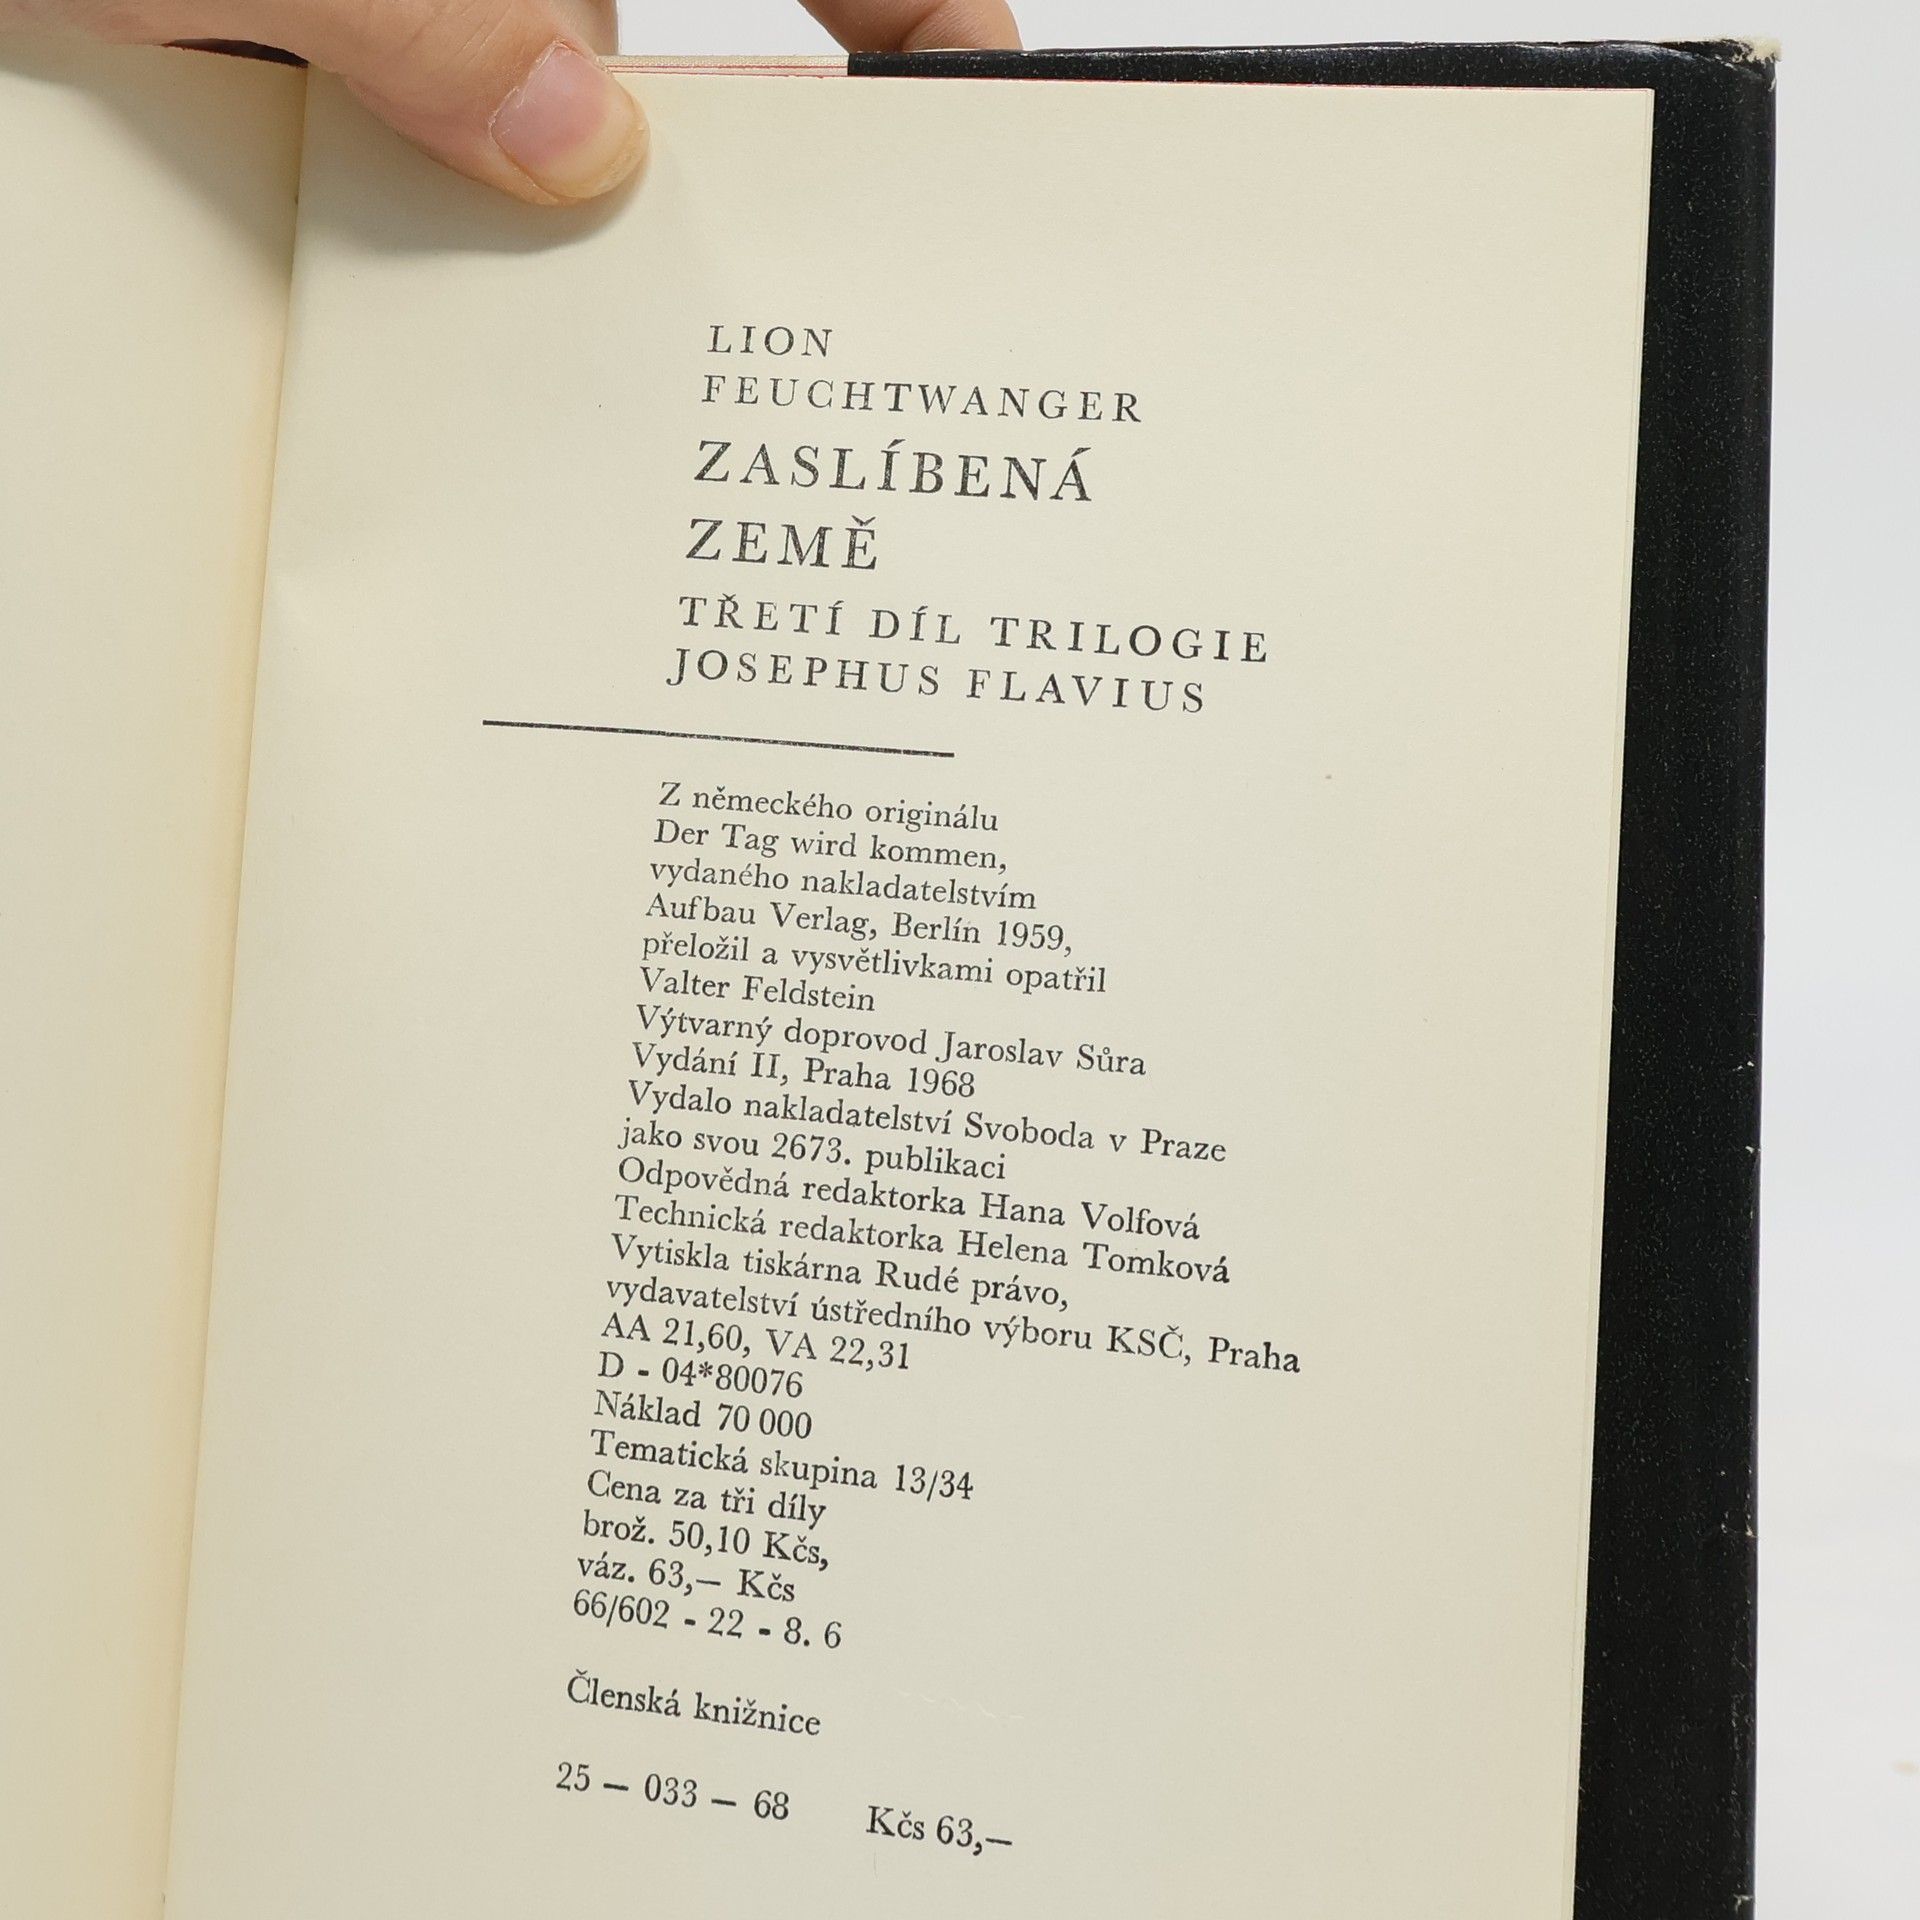 LION
FEUCHTWANGER
ZASLÍBENÁ
ZEMĚ
TŘETÍ DÍL TRILOGIE
JOSEPHUS FLAVIUS
Z německého originálu
Der Tag wird kommen,
vydaného nakladatelstvím
Aufbau Verlag, Berlín 1959,
přeložil a vysvětlivkami opatřil
Valter Feldstein
Výtvarný doprovod Jaroslav Sůra
Vydání II, Praha 1968
Vydalo nakladatelství Svoboda v Praze
jako svou 2673. publikaci
Odpovědná redaktorka Hana Volfová
Technická redaktorka Helena Tomková
Vytiskla tiskárna Rudé právo,
vydavatelství ústředního výboru KSČ, Praha
AA 21,60, VA 22,31
D - 04*80076
Náklad 70 000
Tematická skupina 13/34
Cena za tři díly
brož. 50,10 Kčs,
váz. 63,— Kčs
66/602 - 22 - 8. 6
Členská knižnice
25 — 033 — 68 Kčs 63,—